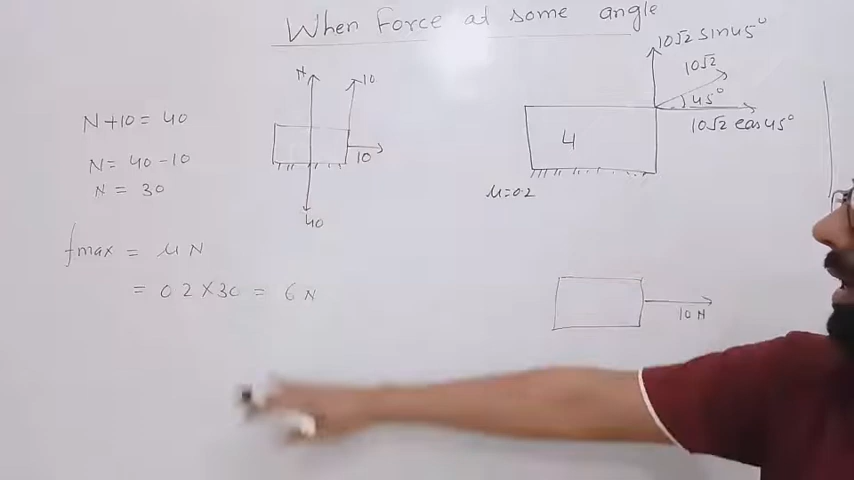 When Force at some angle
N
10
10
40
N+10 = 40
N = 40 - 10
N = 30
fmax = μ N
= 0.2 × 30 = 6 N
10√2 sin45°
10√2
45°
10√2 cos45°
4
μ=0.2
10 N